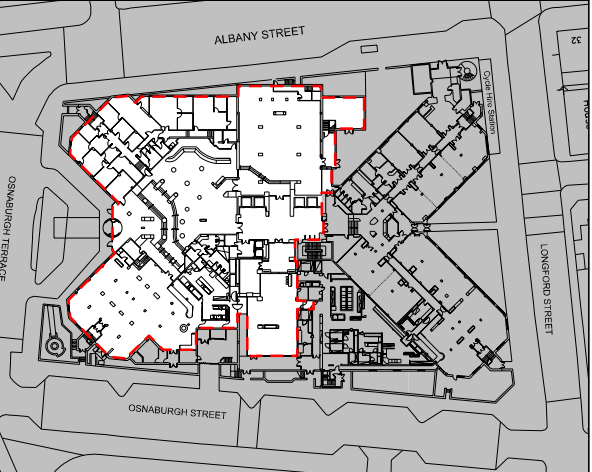 ALBANY STREET
32
Cycle Hire Station
OSNABURGH TERRACE
LONGFORD STREET
OSNABURGH STREET